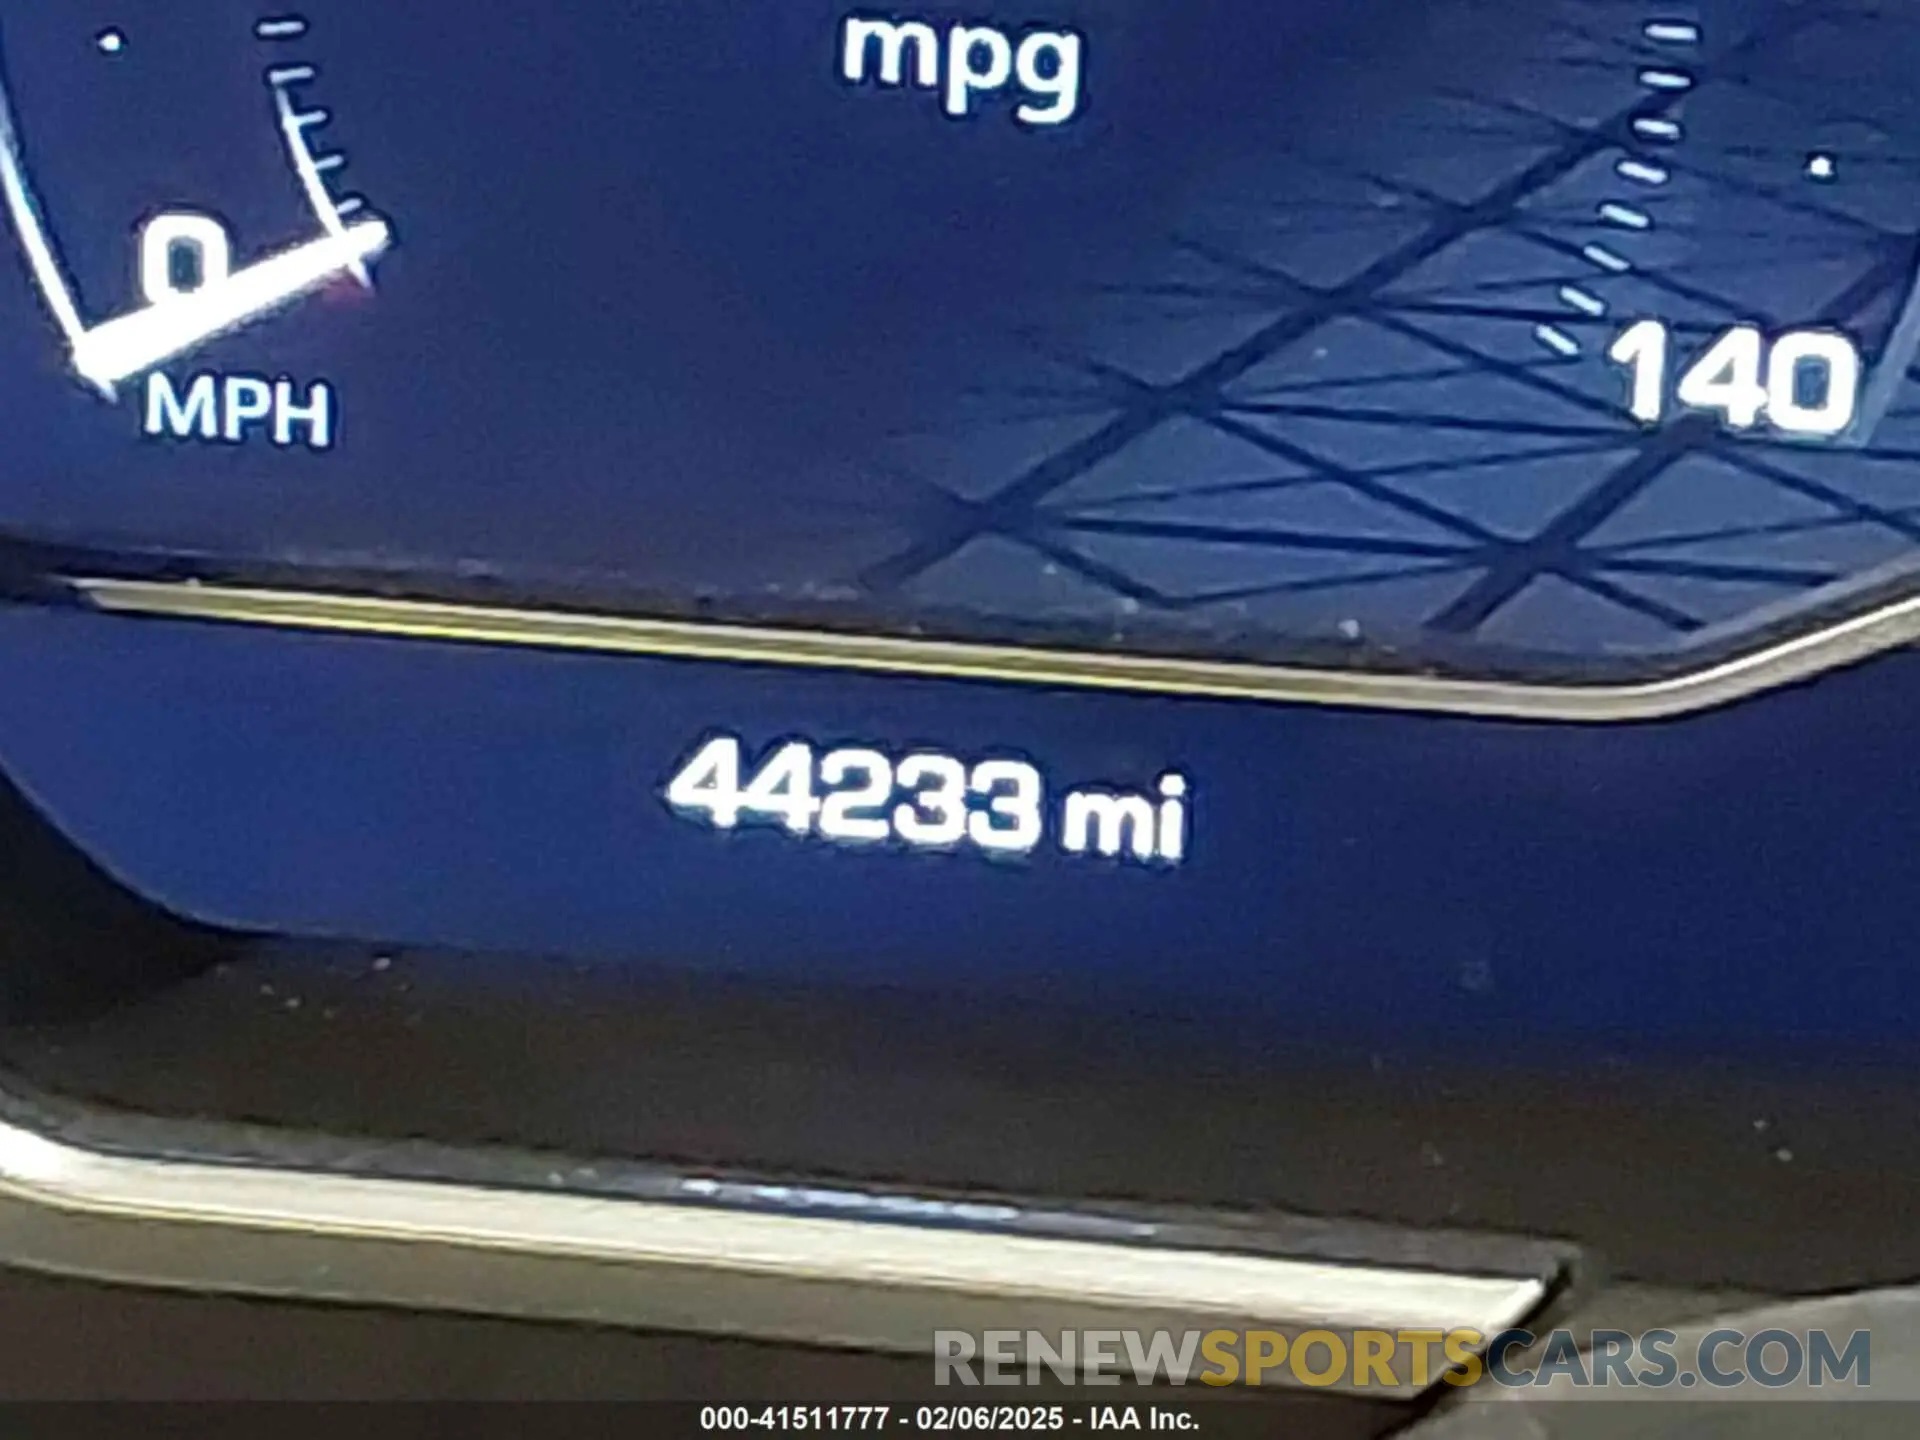 mpg
0
MPH
140
44233 mi
RENEWSPORTSCARS.COM
000-41511777 - 02/06/2025 - IAA Inc.